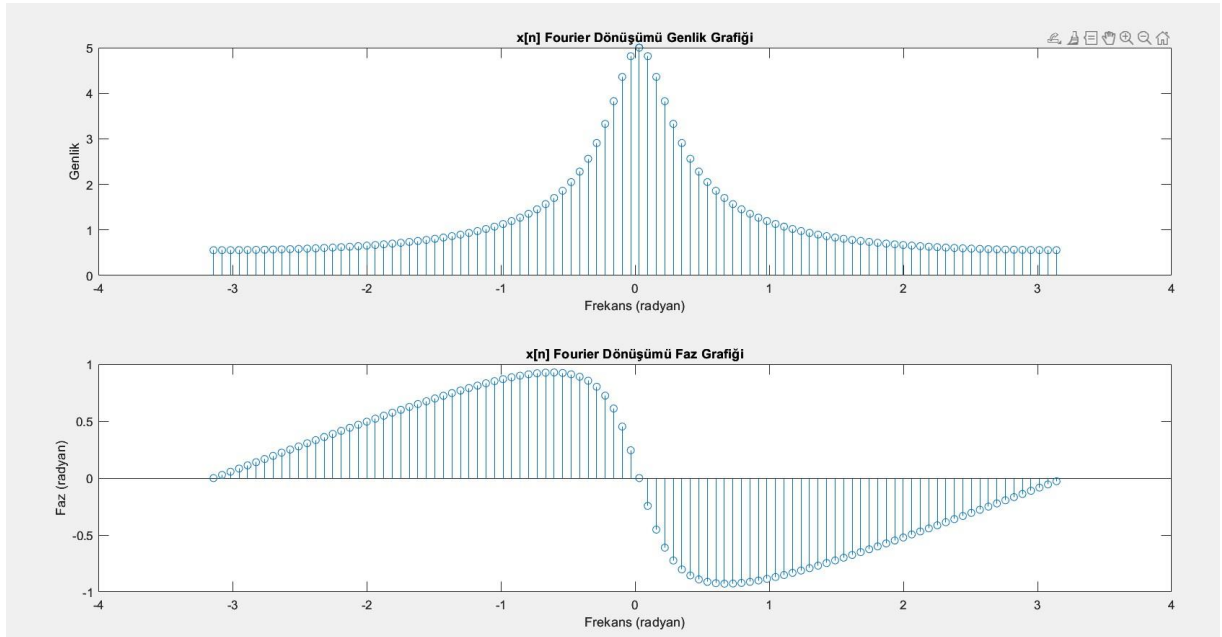 x[n] Fourier Dönüşümü Genlik Grafiği
5
4
3
2
1
0
Genlik
-4 -3 -2 -1 0 1 2 3 4
Frekans (radyan)
x[n] Fourier Dönüşümü Faz Grafiği
1
0.5
0
-0.5
-1
Faz (radyan)
-4 -3 -2 -1 0 1 2 3 4
Frekans (radyan)